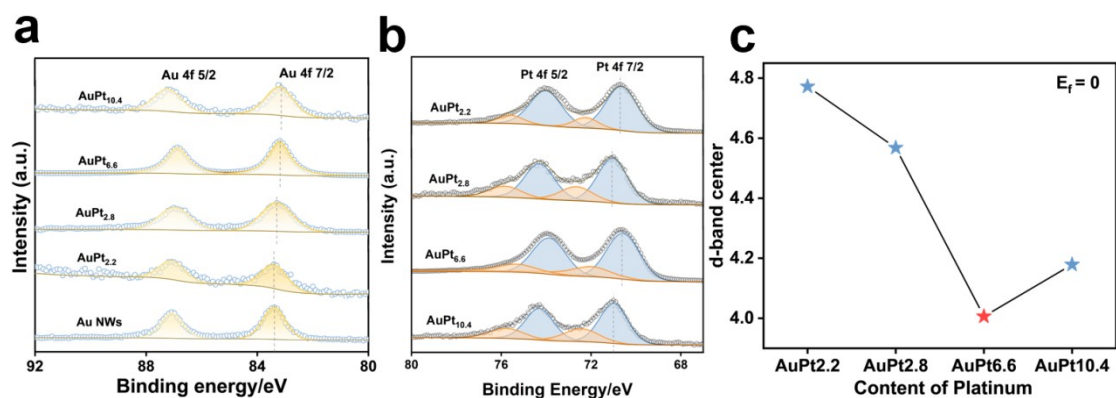 a
Au 4f 5/2 Au 4f 7/2
AuPt10.4
AuPt6.6
AuPt2.8
AuPt2.2
Au NWs
Intensity (a.u.)
92 88 84 80
Binding energy/eV
b
Pt 4f 5/2 Pt 4f 7/2
AuPt2.2
AuPt2.8
AuPt6.6
AuPt10.4
Intensity (a.u.)
80 76 72 68
Binding Energy/eV
c
Ef = 0
4.8
4.6
4.4
4.2
4.0
d-band center
AuPt2.2 AuPt2.8 AuPt6.6 AuPt10.4
Content of Platinum